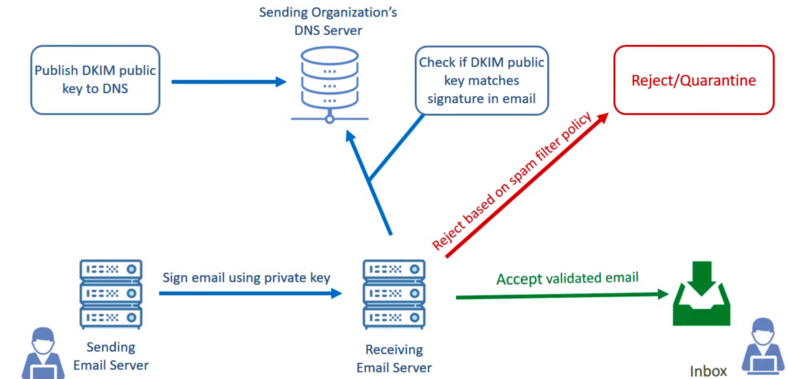 Sending Organization's
DNS Server
Publish DKIM public
key to DNS
Check if DKIM public
key matches
signature in email
Reject/Quarantine
Reject based on spam filter policy
Sign email using private key
Accept validated email
Sending
Email Server
Receiving
Email Server
Inbox